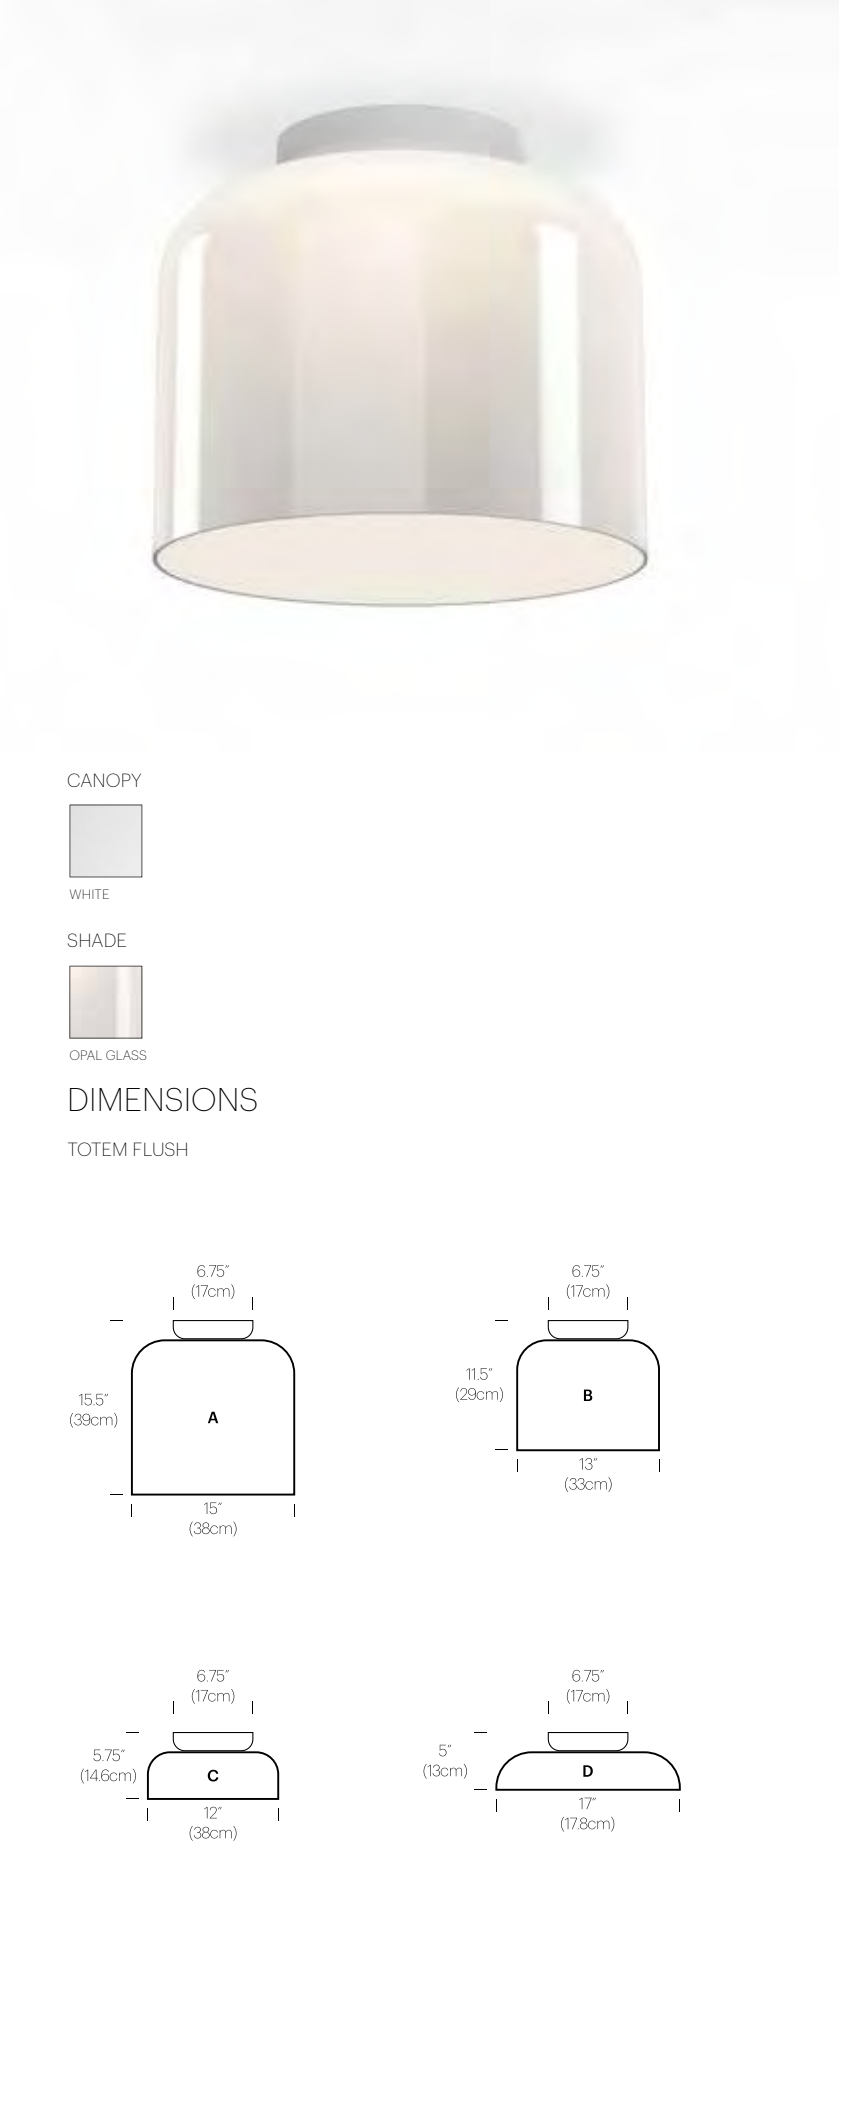 CANOPY
WHITE
SHADE
OPAL GLASS
DIMENSIONS
TOTEM FLUSH
6.75”
(17cm)
15.5”
(39cm)
A
15”
(38cm)
6.75”
(17cm)
11.5”
(29cm)
B
13”
(33cm)
6.75”
(17cm)
5.75”
(14.6cm)
C
12”
(38cm)
6.75”
(17cm)
5”
(13cm)
D
17”
(17.8cm)